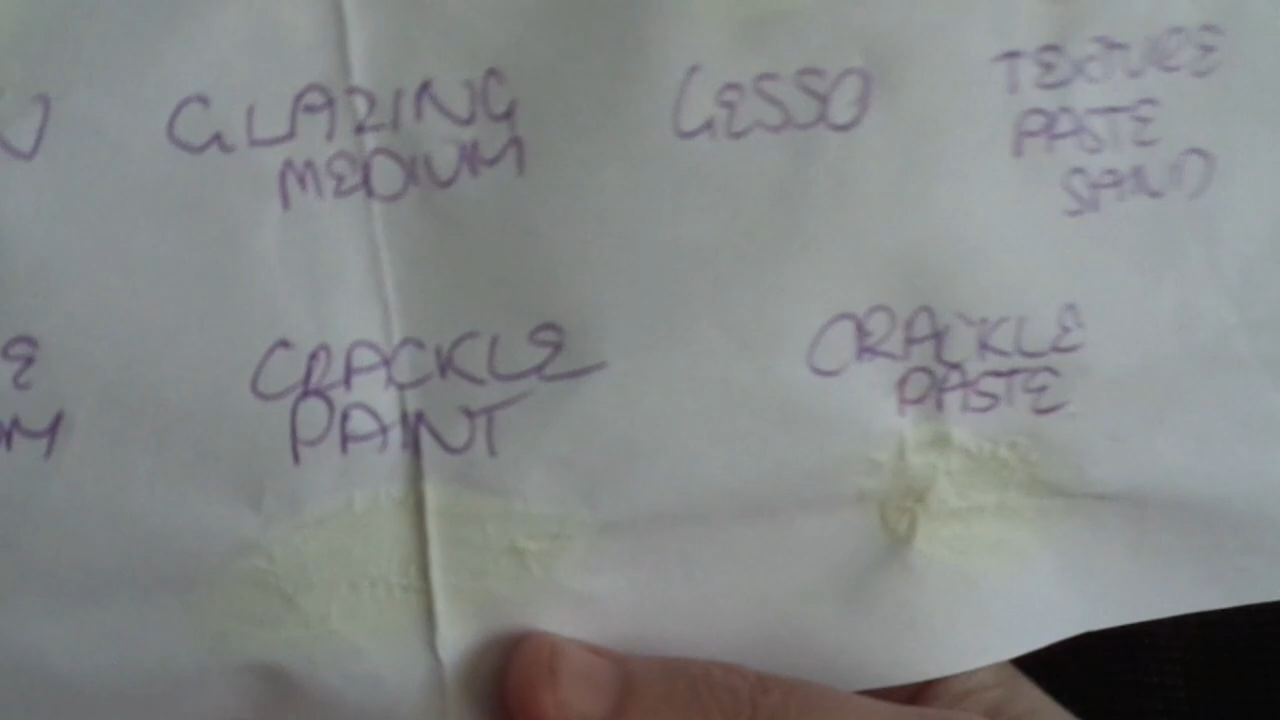 GLAZING
MEDIUM
GESSO
TEXTURE
PASTE
SAND
CRACKLE
PAINT
CRACKLE
PASTE